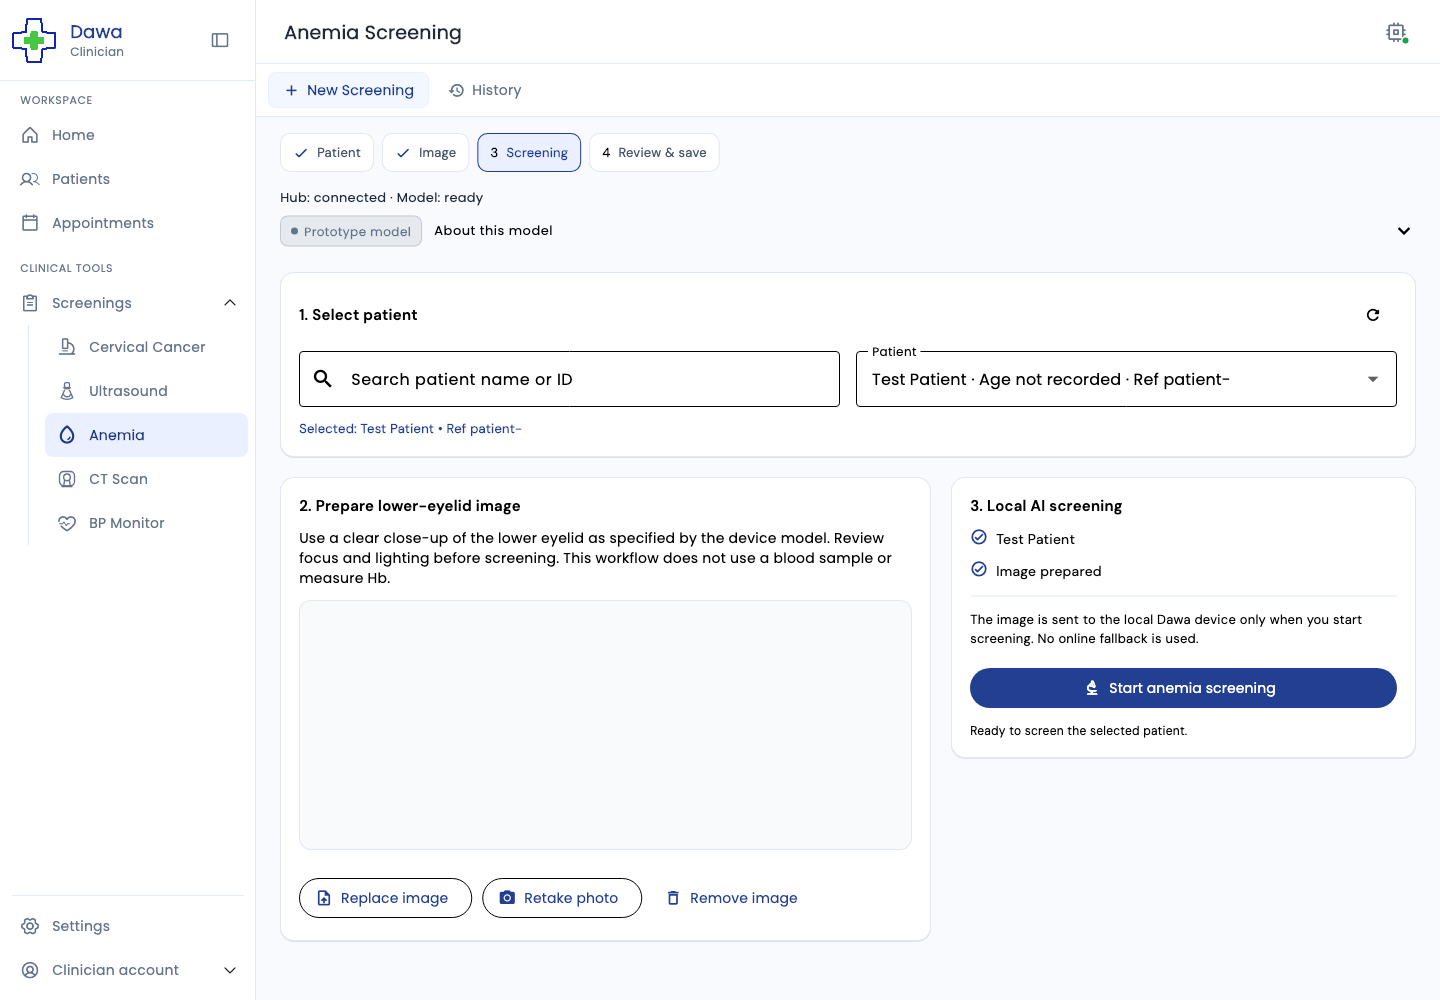 Dawa
Clinician
WORKSPACE
Home
Patients
Appointments
CLINICAL TOOLS
Screenings
Cervical Cancer
Ultrasound
Anemia
CT Scan
BP Monitor
Settings
Clinician account
Anemia Screening
New Screening
History
Patient
Image
3 Screening
4 Review & save
Hub: connected · Model: ready
Prototype model
About this model
1. Select patient
Search patient name or ID
Patient
Test Patient · Age not recorded · Ref patient-
Selected: Test Patient • Ref patient-
2. Prepare lower-eyelid image
Use a clear close-up of the lower eyelid as specified by the device model. Review
focus and lighting before screening. This workflow does not use a blood sample or
measure Hb.
Replace image
Retake photo
Remove image
3. Local AI screening
Test Patient
Image prepared
The image is sent to the local Dawa device only when you start
screening. No online fallback is used.
Start anemia screening
Ready to screen the selected patient.